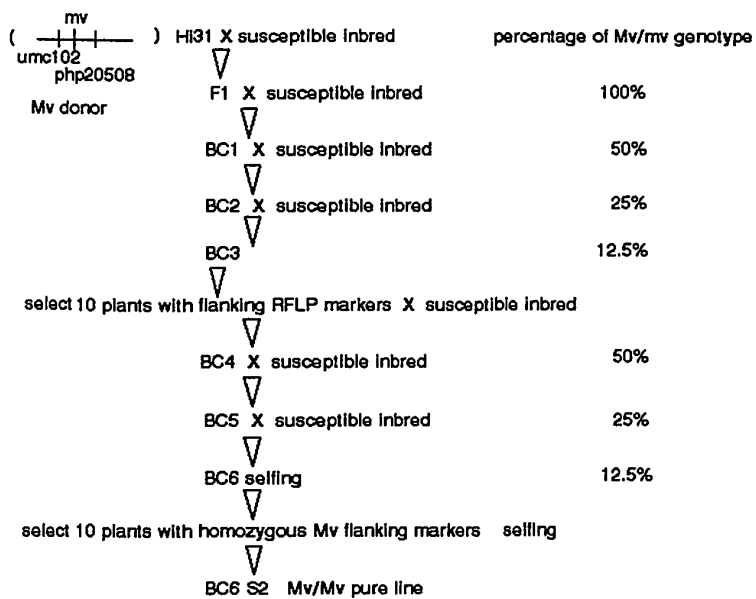 mv
( ) Hi31 X susceptible inbred percentage of Mv/mv genotype
umc102
php20508
F1 X susceptible inbred 100%
Mv donor
BC1 X susceptible inbred 50%
BC2 X susceptible inbred 25%
BC3 12.5%
select 10 plants with flanking RFLP markers X susceptible inbred
BC4 X susceptible inbred 50%
BC5 X susceptible inbred 25%
BC6 selfing 12.5%
select 10 plants with homozygous Mv flanking markers selfing
BC6 S2 Mv/Mv pure line